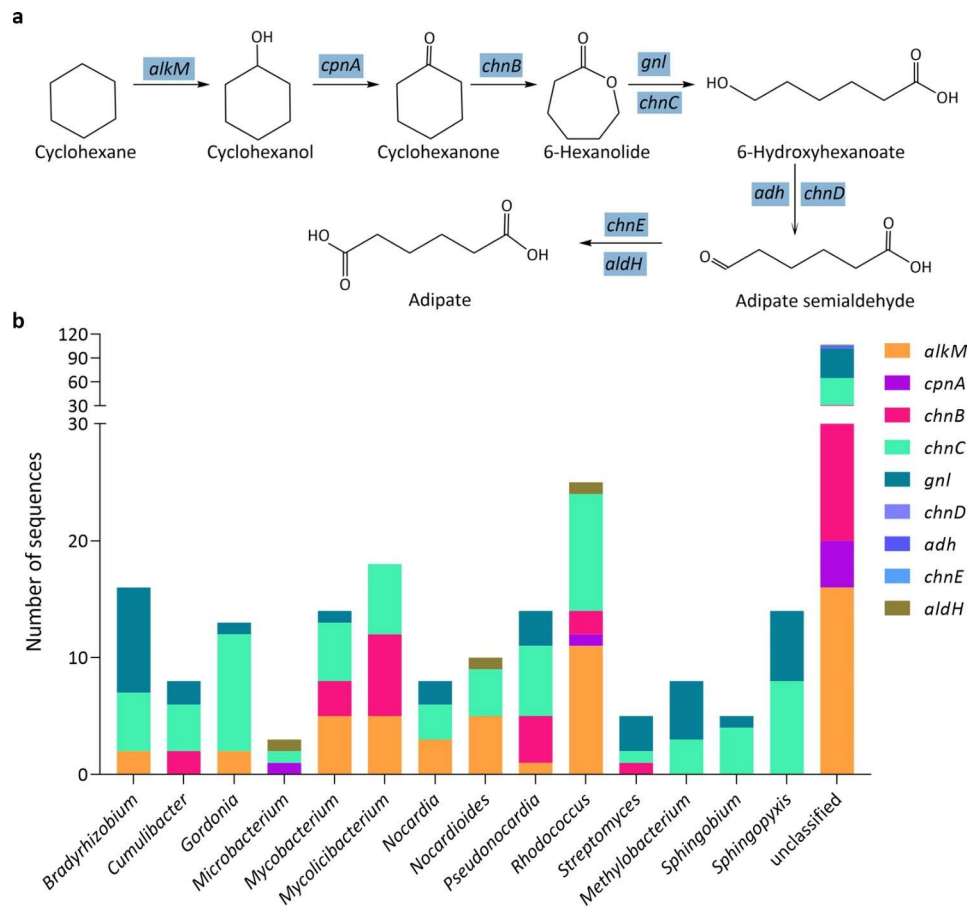 a
OH
O
O
alkM
cpnA
chnB
gnl
chnC
O
HO
O
OH
Cyclohexane
Cyclohexanol
Cyclohexanone
6-Hexanolide
6-Hydroxyhexanoate
adh
chnD
HO
O
O
OH
chnE
aldH
O
O
OH
Adipate
Adipate semialdehyde
b
Number of sequences
120
90
60
30
30
20
10
0
alkM
cpnA
chnB
chnC
gnl
chnD
adh
chnE
aldH
Bradyrhizobium
Cumulibacter
Gordonia
Microbacterium
Mycobacterium
Mycolicibacterium
Nocardia
Nocardioides
Pseudonocardia
Rhodococcus
Streptomyces
Methylobacterium
Sphingobium
Sphingopyxis
unclassified